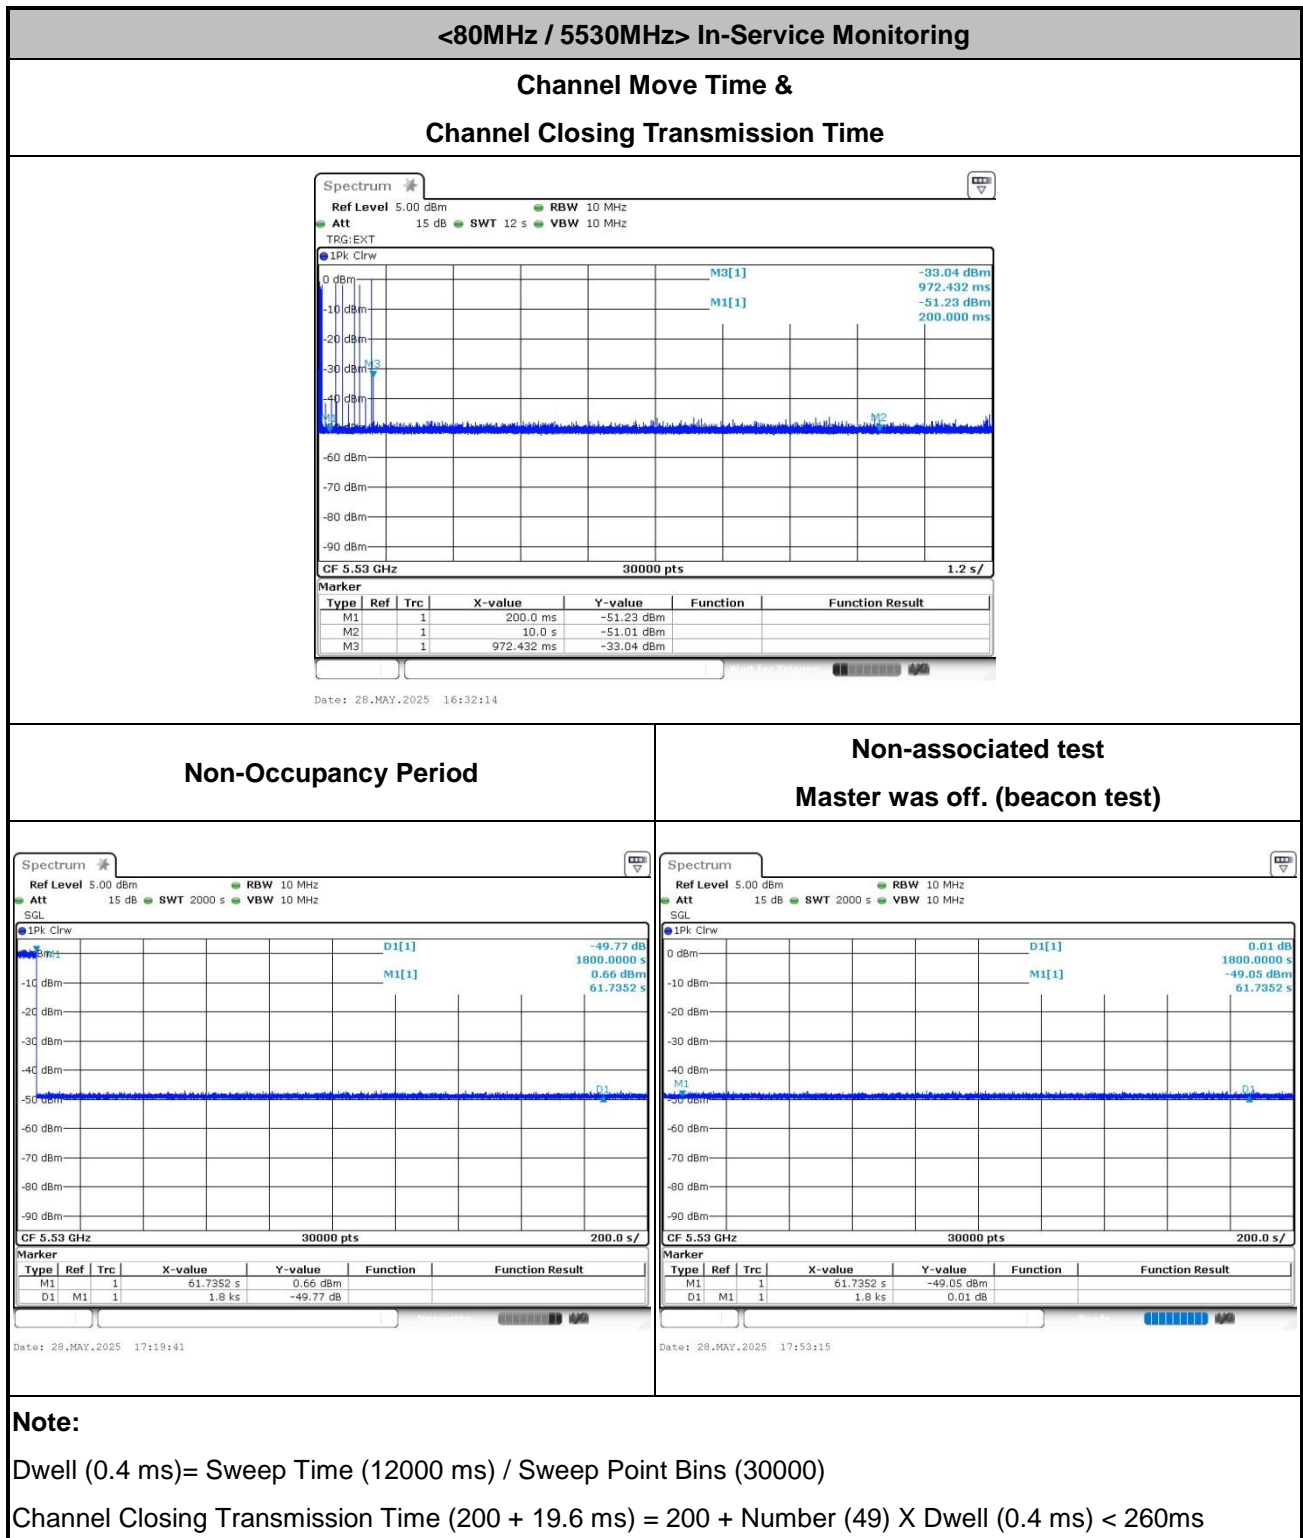 <80MHz / 5530MHz> In-Service Monitoring
Channel Move Time &
Channel Closing Transmission Time
Spectrum
Ref Level 5.00 dBm RBW 10 MHz
Att 15 dB SWT 12 s VBW 10 MHz
TRG:EXT
1Pk Clrw
M3[1] -33.04 dBm
972.432 ms
M1[1] -51.23 dBm
200.000 ms
0 dBm
-10 dBm
-20 dBm
-30 dBm
M3
-40 dBm
M1
M2
-60 dBm
-70 dBm
-80 dBm
-90 dBm
CF 5.53 GHz 30000 pts 1.2 s/
Marker
Type Ref Trc X-value Y-value Function Function Result
M1 1 200.0 ms -51.23 dBm
M2 1 10.0 s -51.01 dBm
M3 1 972.432 ms -33.04 dBm
Wait for Trigger
Date: 28.MAY.2025 16:32:14
Non-Occupancy Period
Non-associated test
Master was off. (beacon test)
Spectrum
Ref Level 5.00 dBm RBW 10 MHz
Att 15 dB SWT 2000 s VBW 10 MHz
SGL
1Pk Clrw
D1[1] -49.77 dB
1800.0000 s
M1[1] 0.66 dBm
61.7352 s
M1
-10 dBm
-20 dBm
-30 dBm
-40 dBm
D1
-50 dBm
-60 dBm
-70 dBm
-80 dBm
-90 dBm
CF 5.53 GHz 30000 pts 200.0 s/
Marker
Type Ref Trc X-value Y-value Function Function Result
M1 1 61.7352 s 0.66 dBm
D1 M1 1 1.8 ks -49.77 dB
Measuring
Date: 28.MAY.2025 17:19:41
Spectrum
Ref Level 5.00 dBm RBW 10 MHz
Att 15 dB SWT 2000 s VBW 10 MHz
SGL
1Pk Clrw
D1[1] 0.01 dB
1800.0000 s
M1[1] -49.05 dBm
61.7352 s
0 dBm
-10 dBm
-20 dBm
-30 dBm
-40 dBm
M1
D1
-50 dBm
-60 dBm
-70 dBm
-80 dBm
-90 dBm
CF 5.53 GHz 30000 pts 200.0 s/
Marker
Type Ref Trc X-value Y-value Function Function Result
M1 1 61.7352 s -49.05 dBm
D1 M1 1 1.8 ks 0.01 dB
Ready
Date: 28.MAY.2025 17:53:15
Note:
Dwell (0.4 ms)= Sweep Time (12000 ms) / Sweep Point Bins (30000)
Channel Closing Transmission Time (200 + 19.6 ms) = 200 + Number (49) X Dwell (0.4 ms) < 260ms